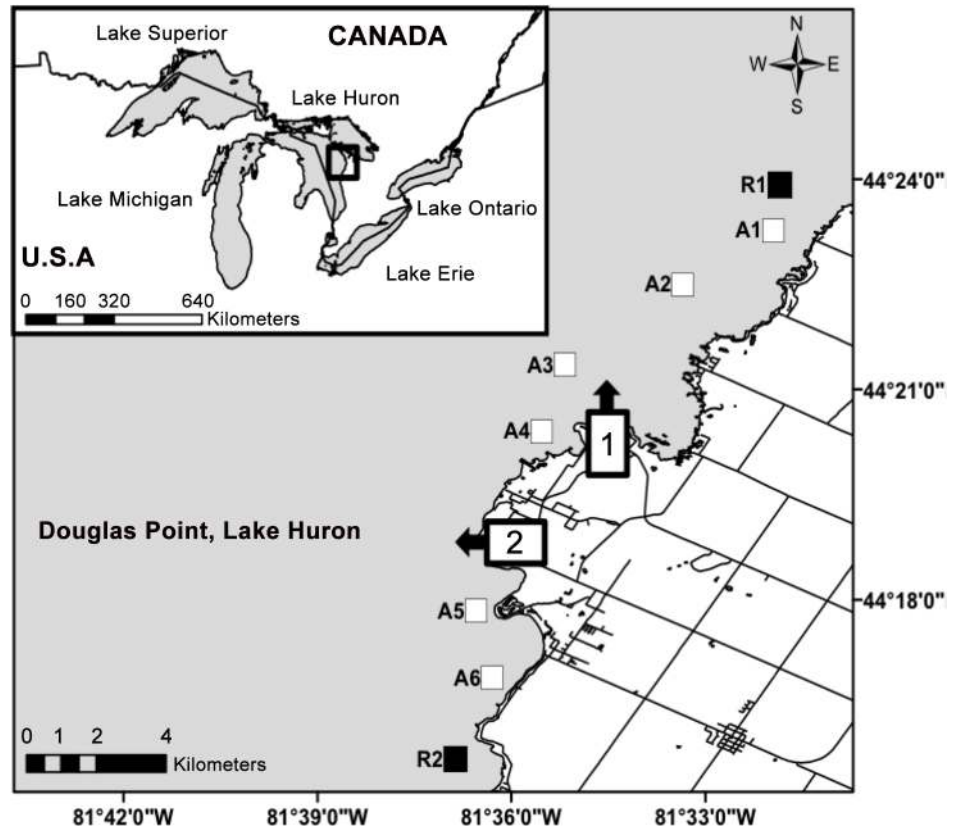 CANADA
Lake Superior
Lake Huron
Lake Michigan
Lake Ontario
Lake Erie
U.S.A
0 160 320 640
Kilometers
N
W E
S
R1
44°24'0"
A1
A2
A3
44°21'0"
A4
1
Douglas Point, Lake Huron
2
44°18'0"
A5
A6
R2
0 1 2 4
Kilometers
81°42'0"W 81°39'0"W 81°36'0"W 81°33'0"W